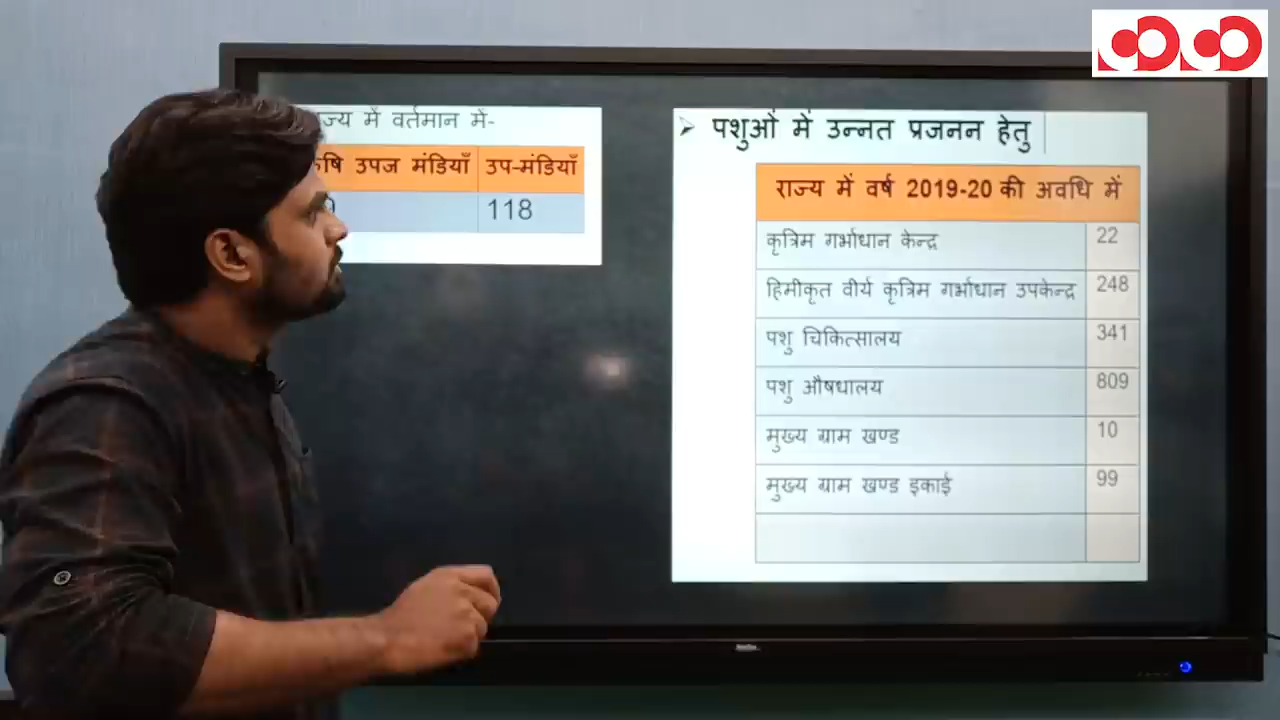 में वर्तमान में-
उपज मंडियाँ उप-मंडियाँ
118
➢ पशुओं में उन्नत प्रजनन हेतु
राज्य में वर्ष 2019-20 की अवधि में
कृत्रिम गर्भाधान केन्द्र 22
हिमीकृत वीर्य कृत्रिम गर्भाधान उपकेन्द्र 248
पशु चिकित्सालय 341
पशु औषधालय 809
मुख्य ग्राम खण्ड 10
मुख्य ग्राम खण्ड इकाई 99